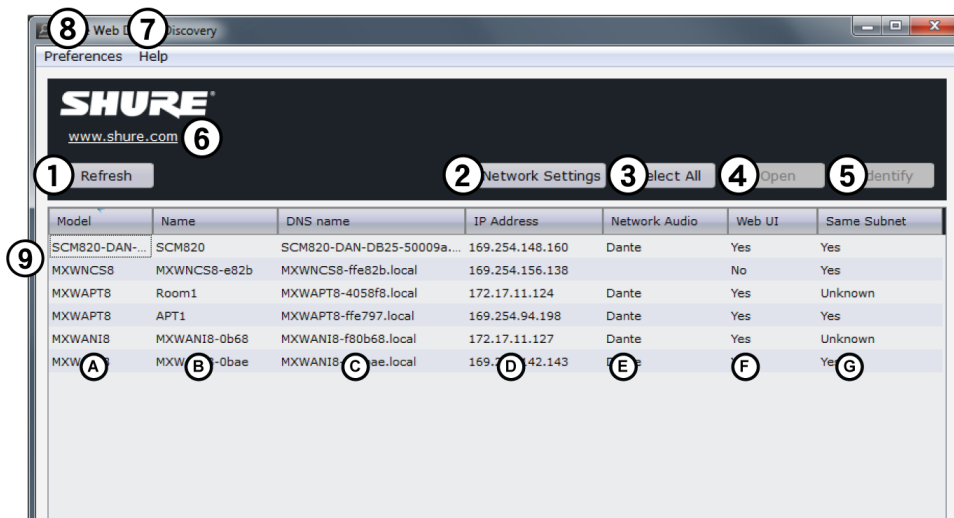 8 Web D 7 Discovery
Preferences Help
SHURE
www.shure.com 6
1 Refresh 2 Network Settings 3 elect All 4 Open 5 dentify
Model Name DNS name IP Address Network Audio Web UI Same Subnet
9
SCM820-DAN-... SCM820 SCM820-DAN-DB25-50009a.... 169.254.148.160 Dante Yes Yes
MXWNCS8 MXWNCS8-e82b MXWNCS8-ffe82b.local 169.254.156.138 No Yes
MXWAPT8 Room1 MXWAPT8-4058f8.local 172.17.11.124 Dante Yes Unknown
MXWAPT8 APT1 MXWAPT8-ffe797.local 169.254.94.198 Dante Yes Yes
MXWANI8 MXWANI8-0b68 MXWANI8-f80b68.local 172.17.11.127 Dante Yes Unknown
MXW A 8 MXW B -0bae MXWANI8- C ae.local 169.2 D 42.143 D E e F Yes G